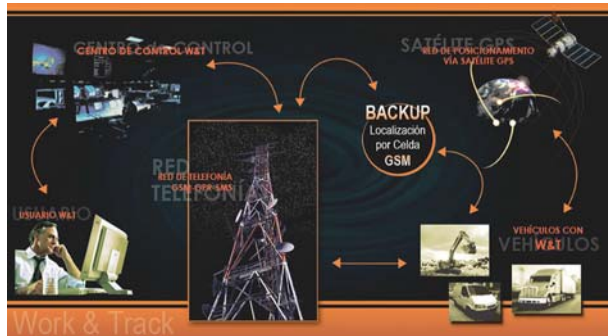 CENTRO de CONTROL
CENTRO DE CONTROL W&T
SATÉLITE GPS
RED DE POSICIONAMIENTO
VÍA SATÉLITE GPS
BACKUP
Localización
por Celda
GSM
RED
TELEFONÍA
RED DE TELEFONÍA
GSM-GPR-SMS
USUARIO
USUARIO W&T
VEHÍCULOS CON
W&T
VEHÍCULOS
Work & Track